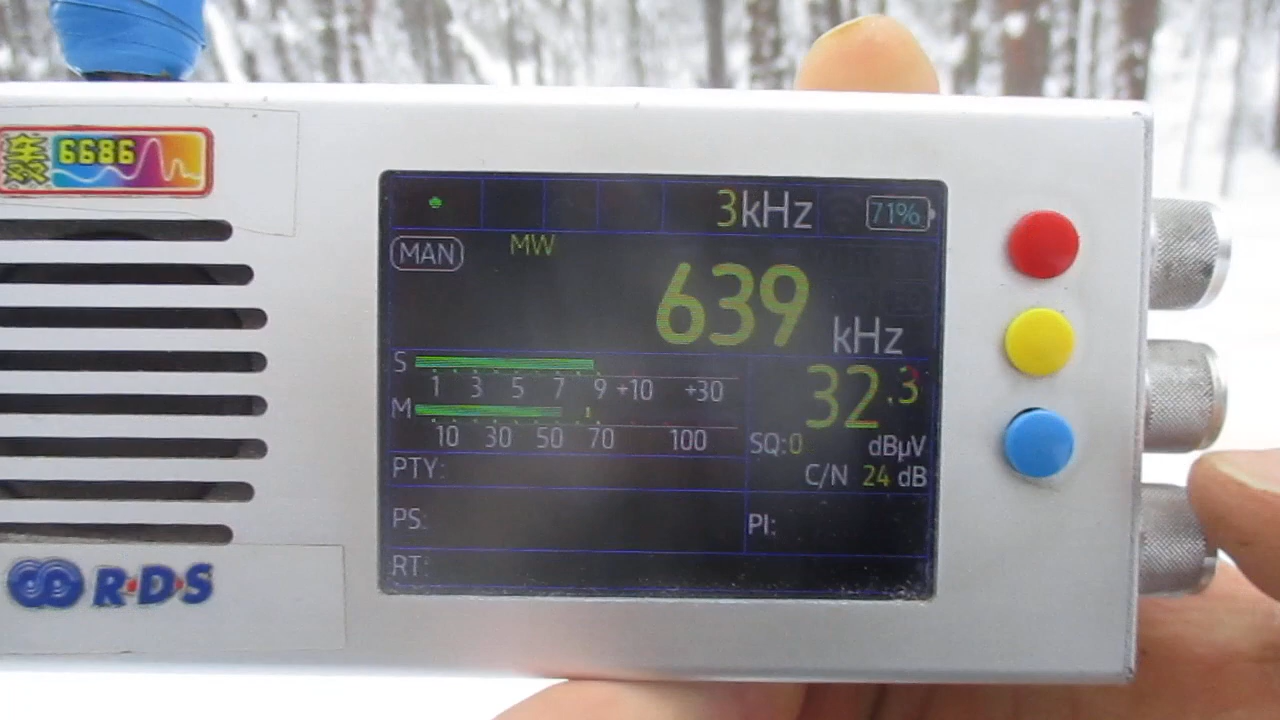 6686
3kHz 71%
MAN MW
639 kHz
S
1 3 5 7 9 +10 +30
32.3
M
10 30 50 70 100
SQ:0 dBµV
C/N 24 dB
PTY:
PS: PI:
RT:
R·D·S